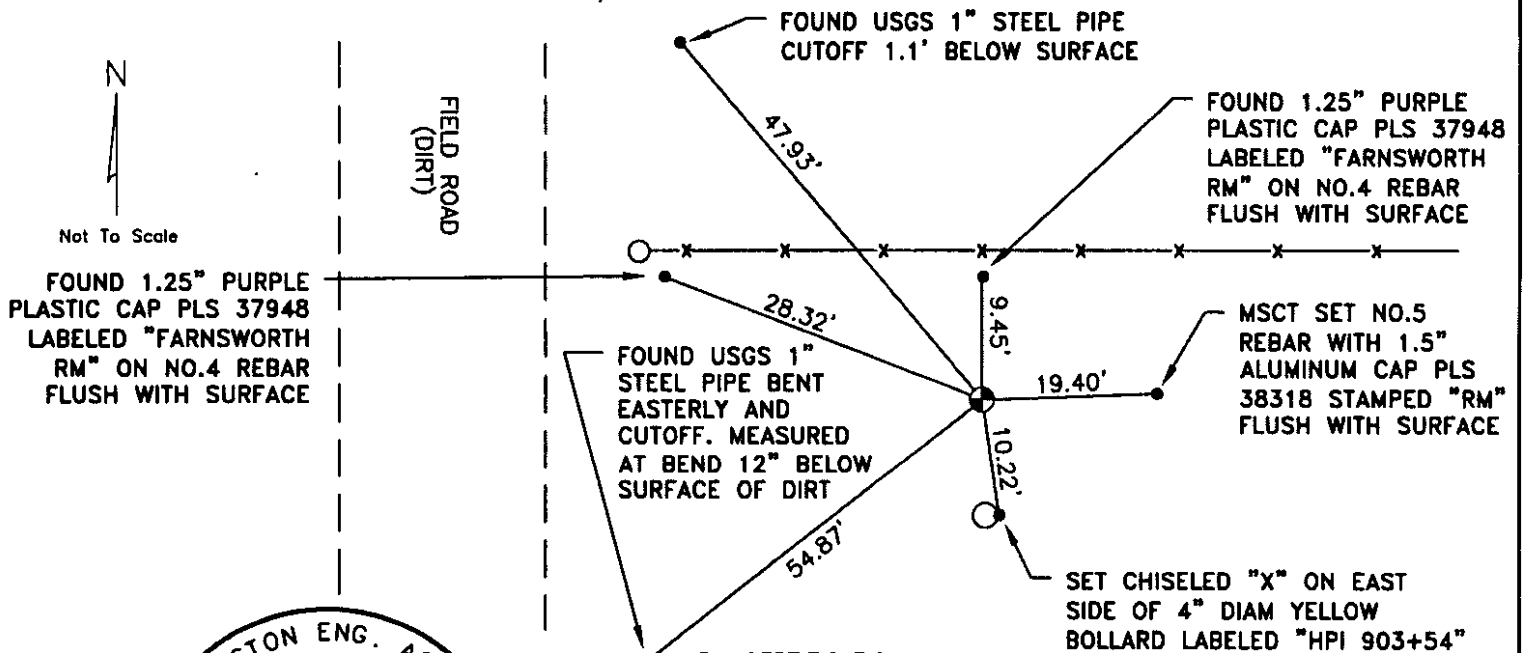 FOUND USGS 1" STEEL PIPE
CUTOFF 1.1' BELOW SURFACE
N
Not To Scale
FIELD ROAD
(DIRT)
47.93'
FOUND 1.25" PURPLE
PLASTIC CAP PLS 37948
LABELED "FARNSWORTH
RM" ON NO.4 REBAR
FLUSH WITH SURFACE
FOUND 1.25" PURPLE
PLASTIC CAP PLS 37948
LABELED "FARNSWORTH
RM" ON NO.4 REBAR
FLUSH WITH SURFACE
28.32'
9.45'
19.40'
MSCT SET NO.5
REBAR WITH 1.5"
ALUMINUM CAP PLS
38318 STAMPED "RM"
FLUSH WITH SURFACE
FOUND USGS 1"
STEEL PIPE BENT
EASTERLY AND
CUTOFF. MEASURED
AT BEND 12" BELOW
SURFACE OF DIRT
10.22'
54.87'
SET CHISELED "X" ON EAST
SIDE OF 4" DIAM YELLOW
BOLLARD LABELED "HPI 903+54"
STON ENG.